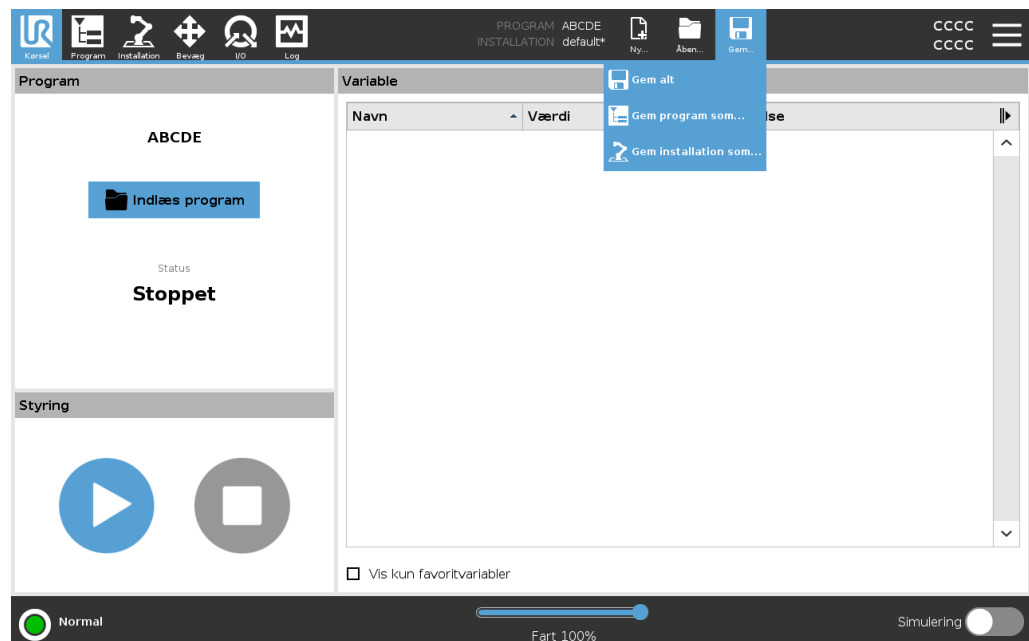 UR
Kørsel
Program
Installation
Bevæg
I/O
Log
PROGRAM ABCDE
INSTALLATION default*
Ny...
Åben...
Gem...
CCCC
CCCC
Program
Variable
Gem alt
Gem program som...
Gem installation som...
Navn
Værdi
lse
ABCDE
Indlæs program
Status
Stoppet
Styring
Vis kun favoritvariabler
Normal
Fart 100%
Simulering